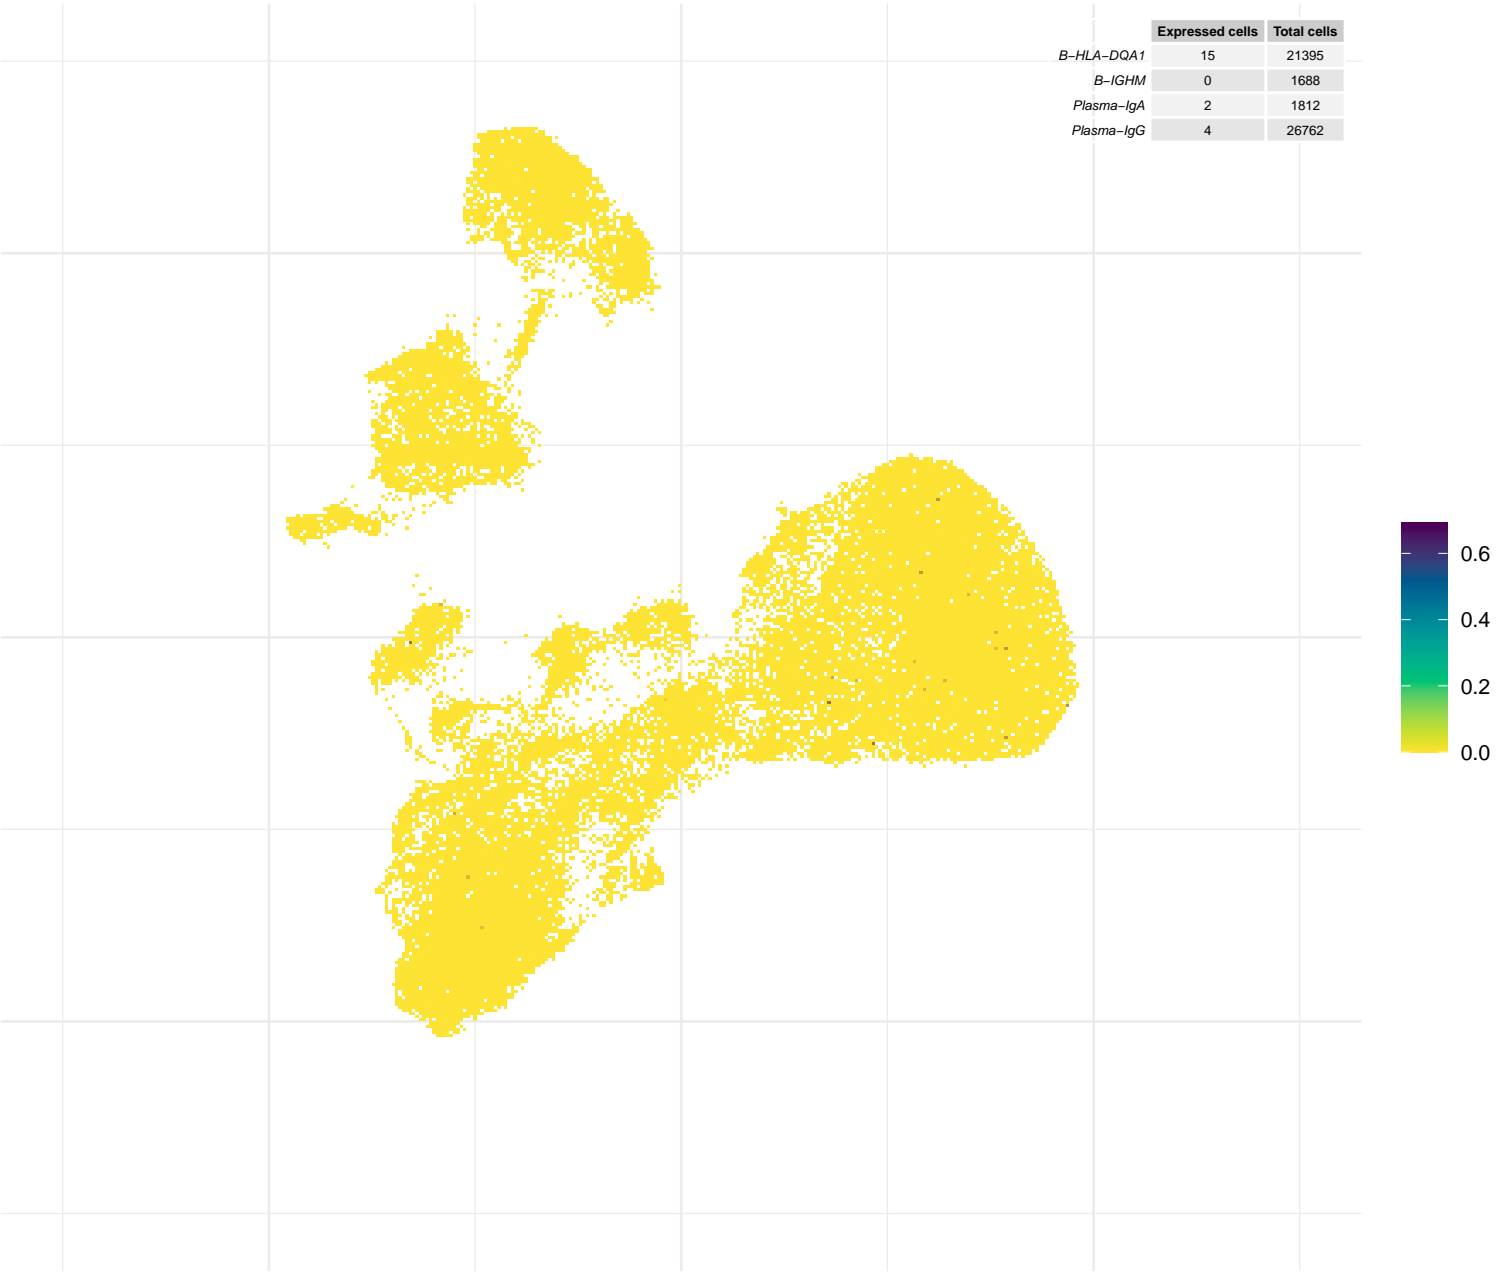 Expressed cells Total cells
B−HLA−DQA1 15 21395
B−IGHM 0 1688
Plasma−IgA 2 1812
Plasma−IgG 4 26762
0.6
0.4
0.2
0.0